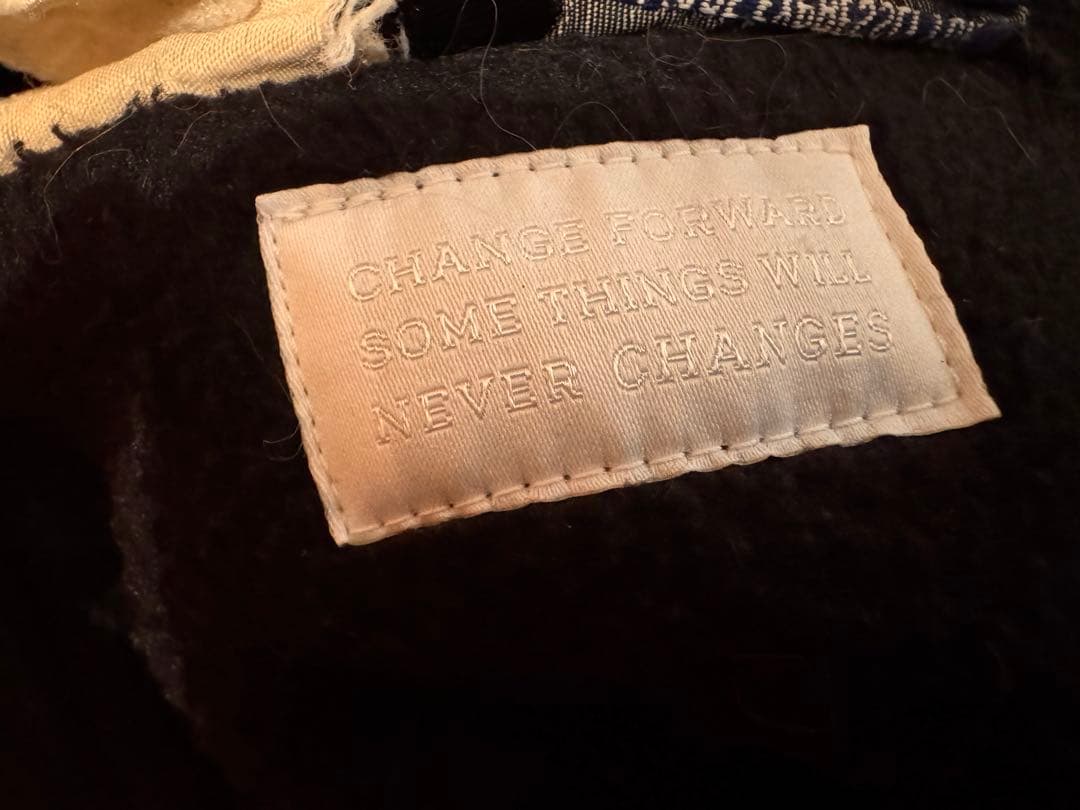 CHANGE FORWARD
SOME THINGS WILL
NEVER CHANGES